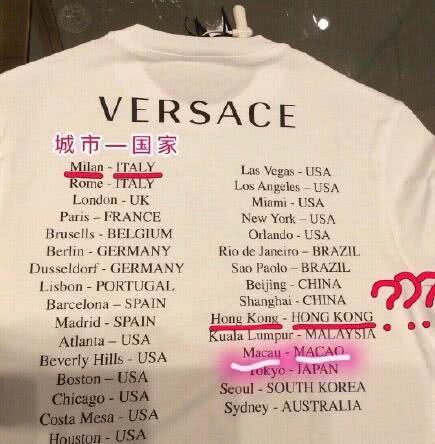 VERSACE
城市—国家
Milan - ITALY
Rome - ITALY
London - UK
Paris – FRANCE
Brusells - BELGIUM
Berlin - GERMANY
Dusseldorf - GERMANY
Lisbon - PORTUGAL
Barcelona – SPAIN
Madrid - SPAIN
Atlanta – USA
Beverly Hills - USA
Boston – USA
Chicago - USA
Costa Mesa - USA
Houston - USA
Las Vegas - USA
Los Angeles – USA
Miami - USA
New York – USA
Orlando - USA
Rio de Janeiro – BRAZIL
Sao Paolo – BRAZIL
Beijing - CHINA
Shanghai - CHINA
Hong Kong - HONG KONG
???
Kuala Lumpur - MALAYSIA
Macau - MACAO
Tokyo - JAPAN
Seoul - SOUTH KOREA
Sydney - AUSTRALIA